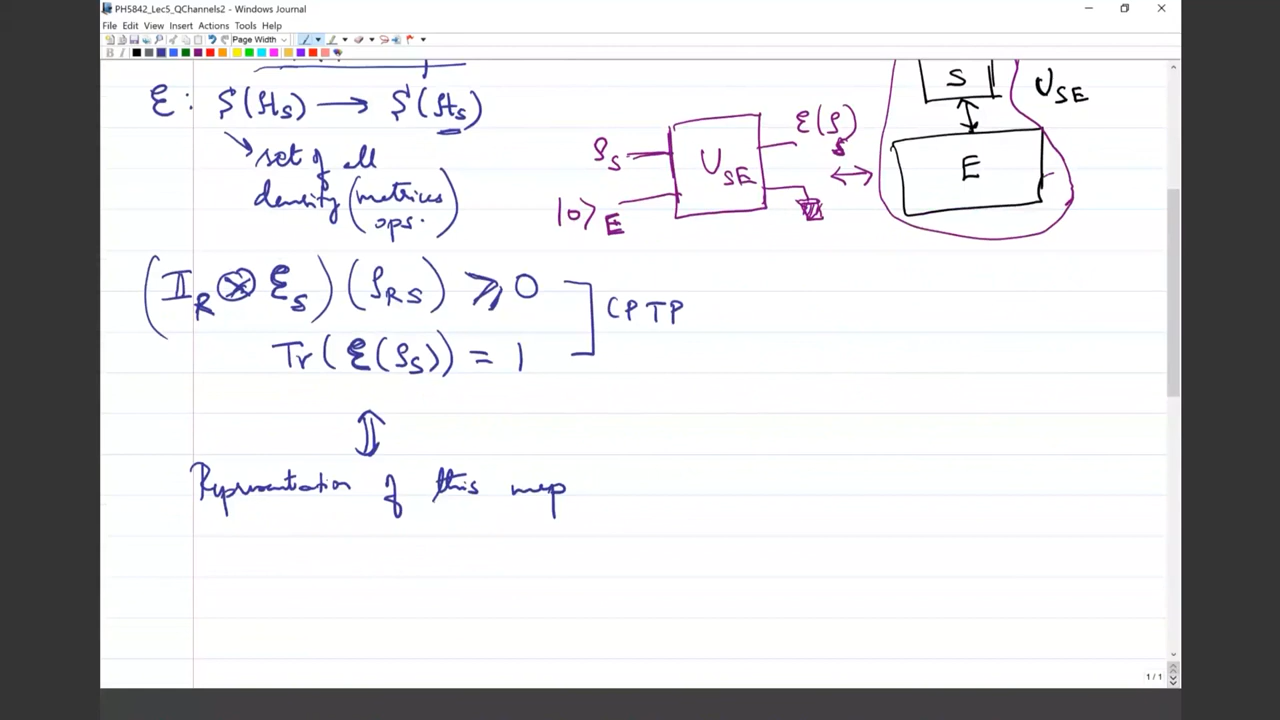 PH5842_Lec5_QChannels2 - Windows Journal
File Edit View Insert Actions Tools Help
Page Width
B I
S
U_SE
E
ℰ : S(ℋ_S) ⟶ S(ℋ_S)
set of all
density (matrices
ops.)
ρ_S
|0⟩_E
U_SE
ℰ(ρ_S)
↔
(𝕀_R ⊗ ℰ_S) (ρ_RS) ⩾ 0
Tr ( ℰ(ρ_S)) = 1
CPTP
⇕
Representation of this map
1 / 1